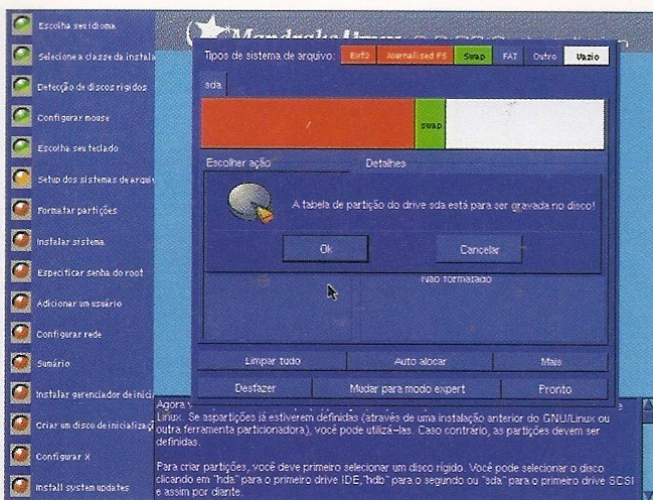 Escolha seu idioma
Selecione a classe da instala
Detecção de discos rígidos
Configurar mouse
Escolha seu teclado
Setup dos sistemas de arquiv
Formatar partições
Instalar sistema
Especificar senha do root
Adicionar um usuário
Configurar rede
Sumário
Instalar gerenciador de inici
Criar um disco de inicializaçã
Configurar X
Install system updates
MandrakeLinux
Tipos de sistema de arquivo: Ext2 Journalised FS Swap FAT Outro Vazio
sda
/ swap
Escolher ação Detalhes
A tabela de partição do drive sda está para ser gravada no disco!
Ok Cancelar
Não formatado
Limpar tudo Auto alocar Mais
Desfazer Mudar para modo expert Pronto
Agora
Linux. Se aspartições já estiverem definidas (através de uma instalação anterior do GNU/Linux ou
outra ferramenta particionadora), você pode utilizá-las. Caso contrário, as partições devem ser
definidas.
Para criar partições, você deve primeiro selecionar um disco rígido. Você pode selecionar o disco
clicando em "hda" para o primeiro drive IDE,"hdb" para o segundo ou "sda" para o primeiro drive SCSI
e assim por diante.